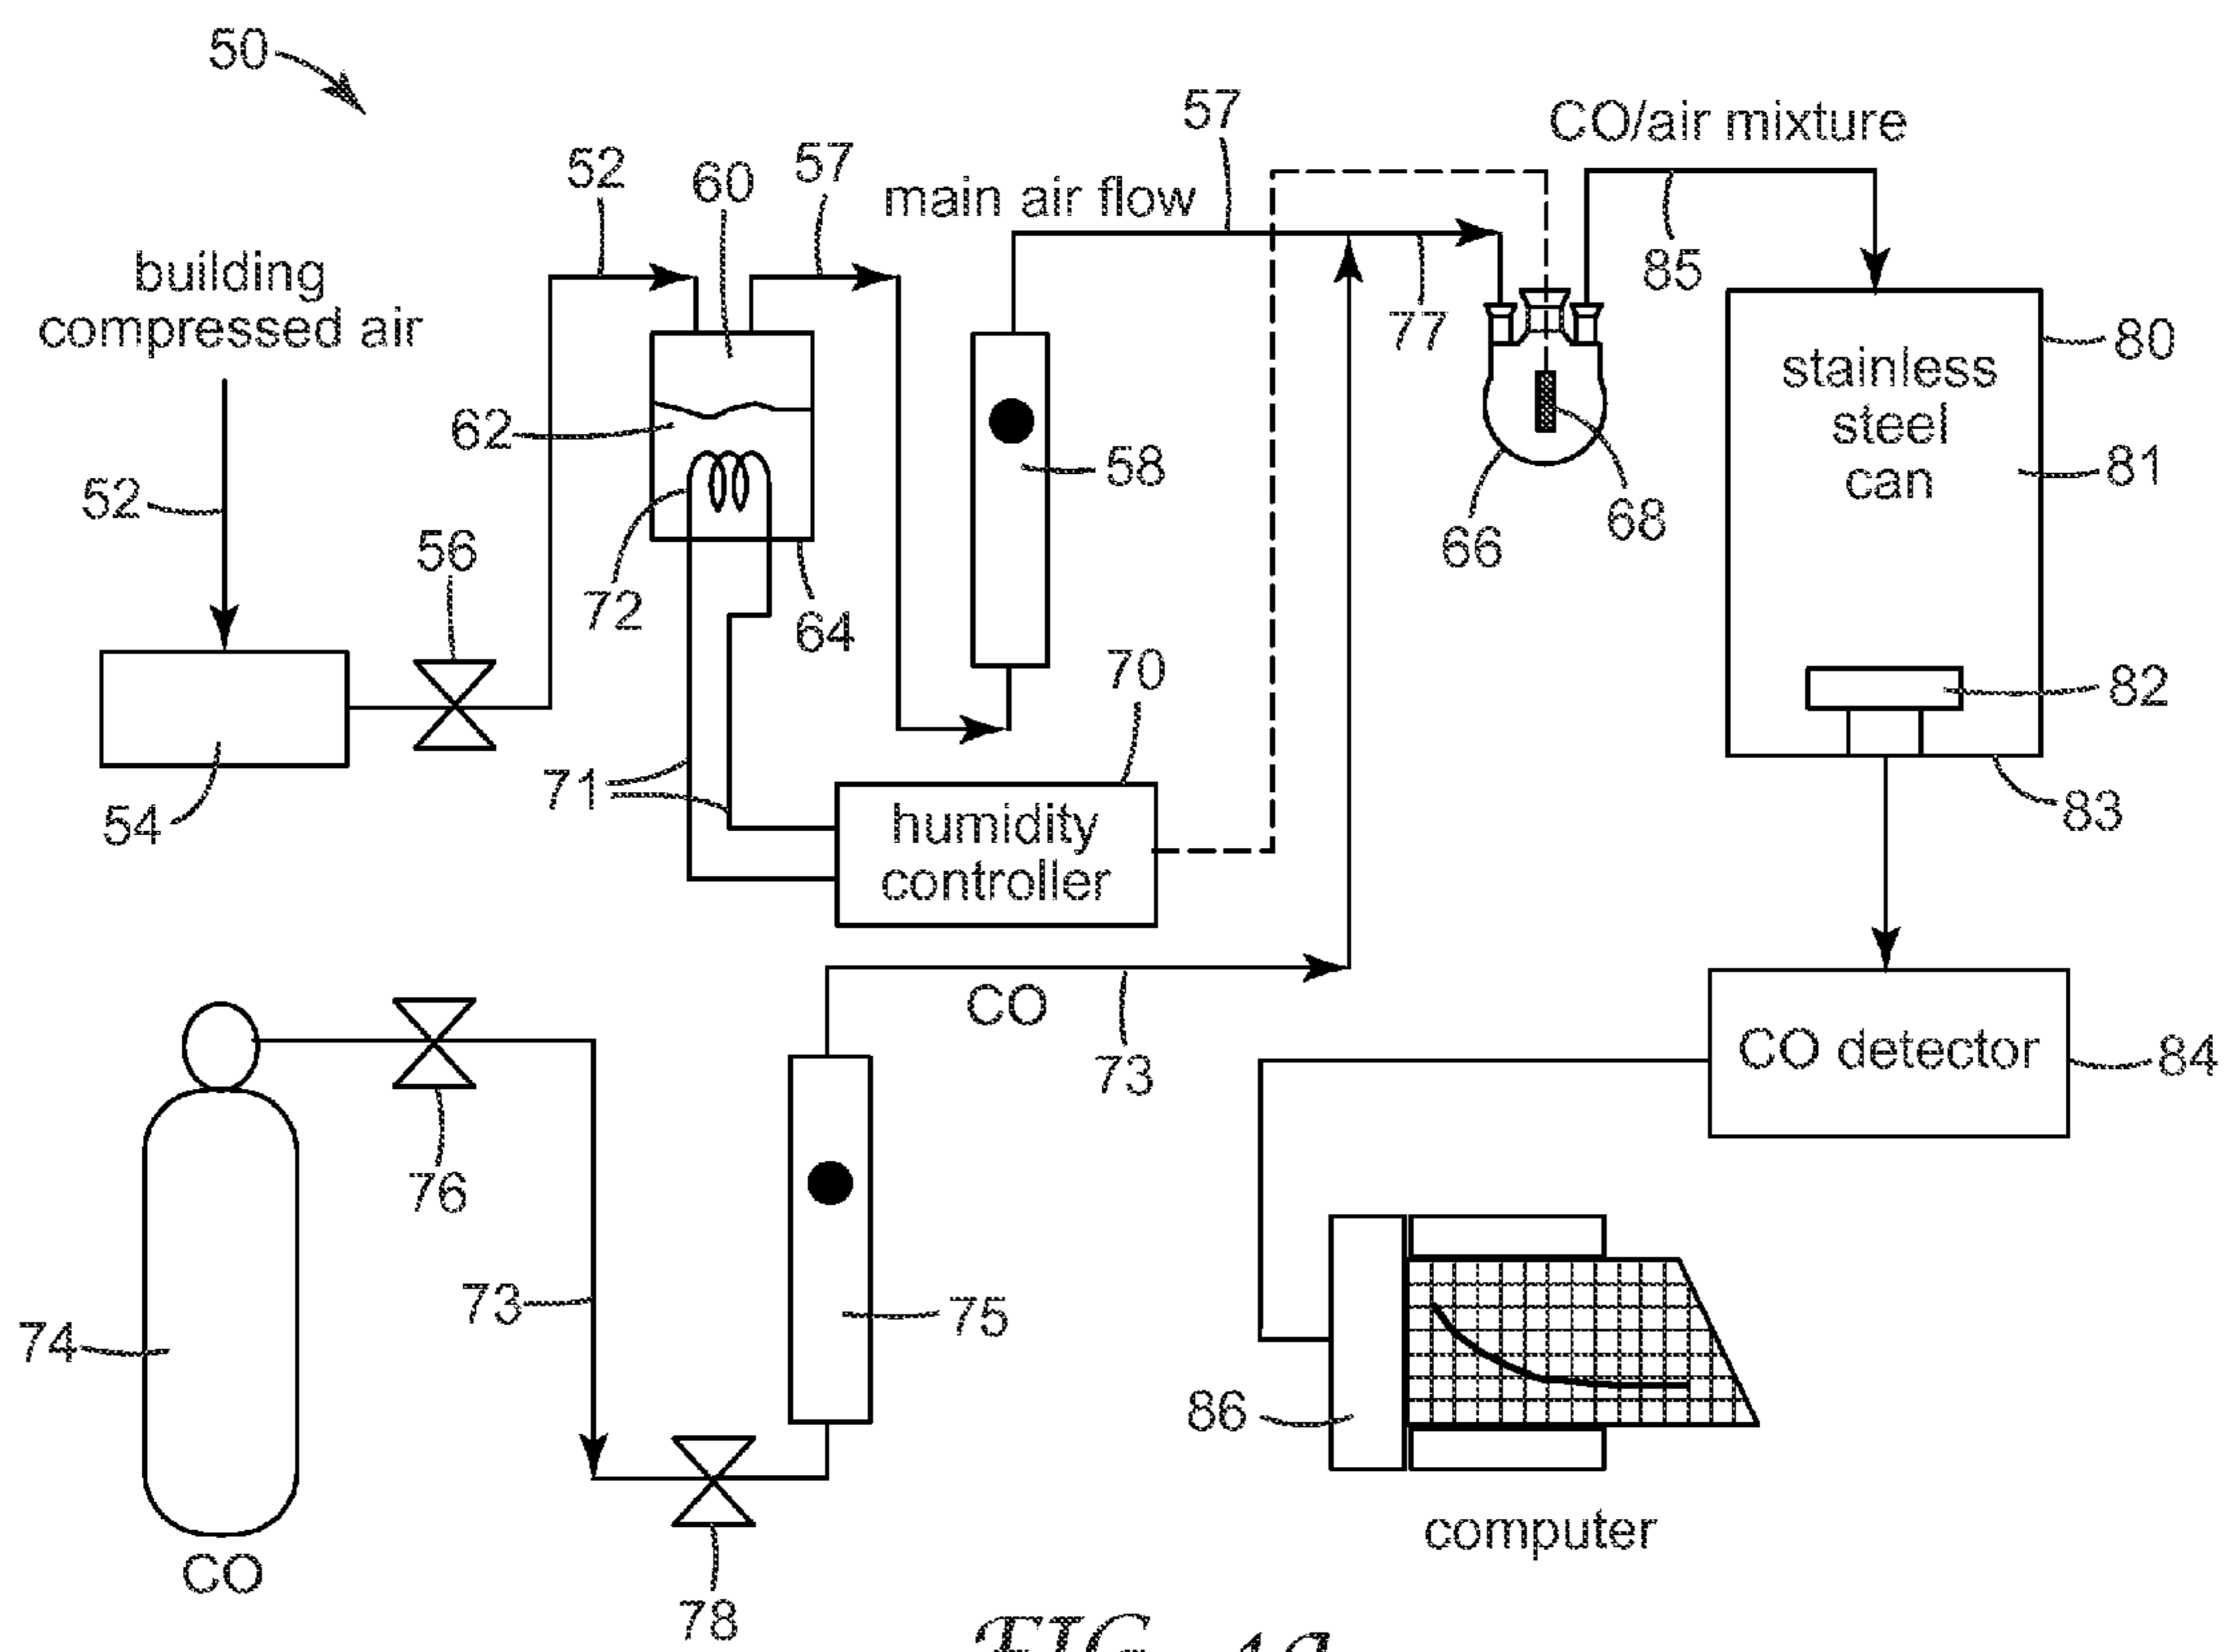 50
57
CO/air mixture
52
60
57
main air flow
building
compressed air
85
77
80
stainless
steel
can
62
58
81
52
68
66
56
72
64
70
82
71
54
humidity
controller
83
CO
73
CO detector
84
76
73
75
74
86
computer
CO
78